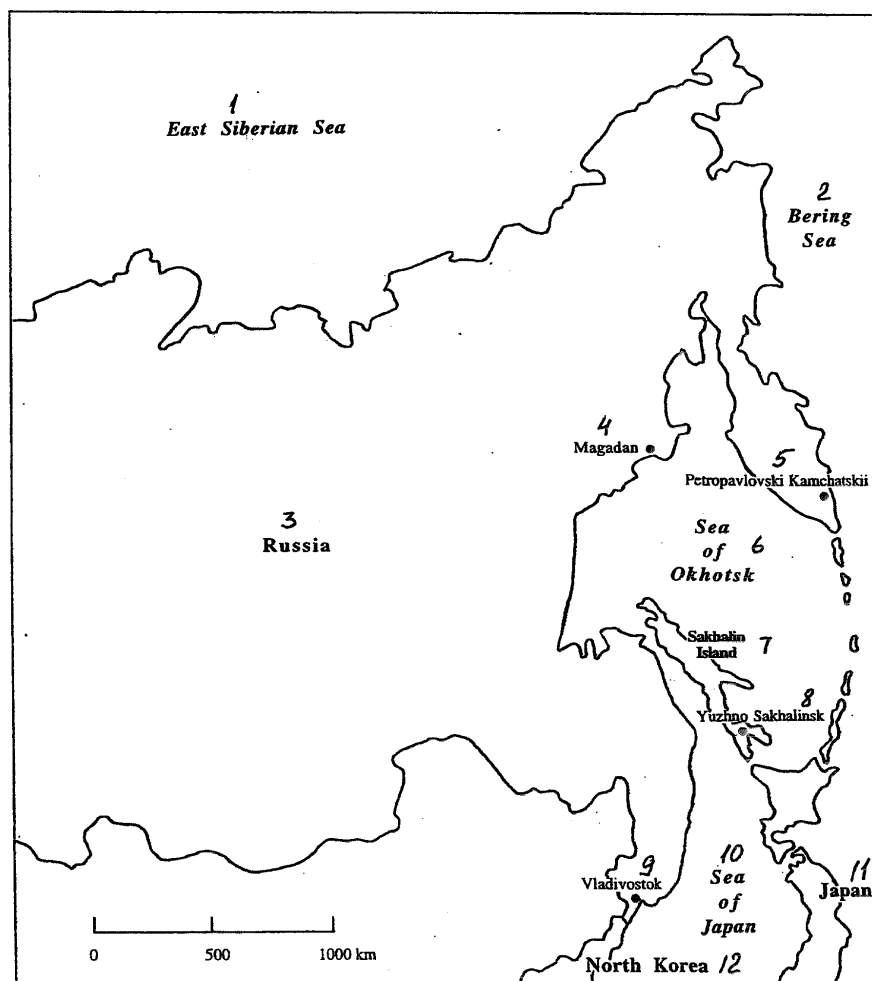 1
East Siberian Sea
2
Bering
Sea
4
Magadan
5
Petropavlovski Kamchatskii
3
Russia
Sea
of 6
Okhotsk
Sakhalin 7
Island
8
Yuzhno Sakhalinsk
9
Vladivostok
10
Sea
of
Japan
11
Japan
0 500 1000 km
North Korea 12